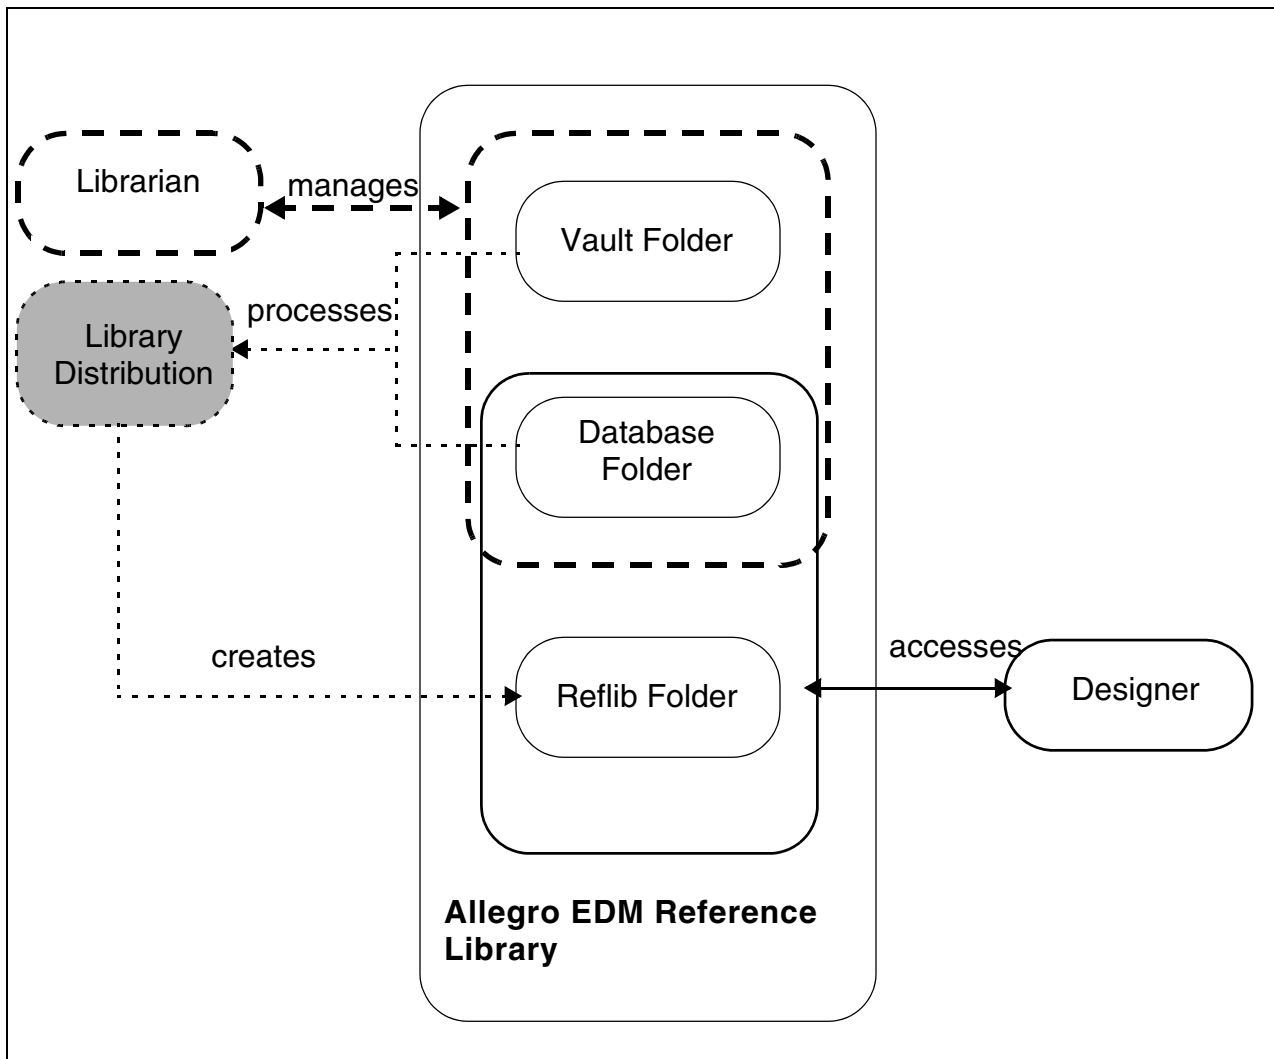 Librarian
manages
Vault Folder
processes
Library
Distribution
Database
Folder
creates
Reflib Folder
accesses
Designer
Allegro EDM Reference
Library